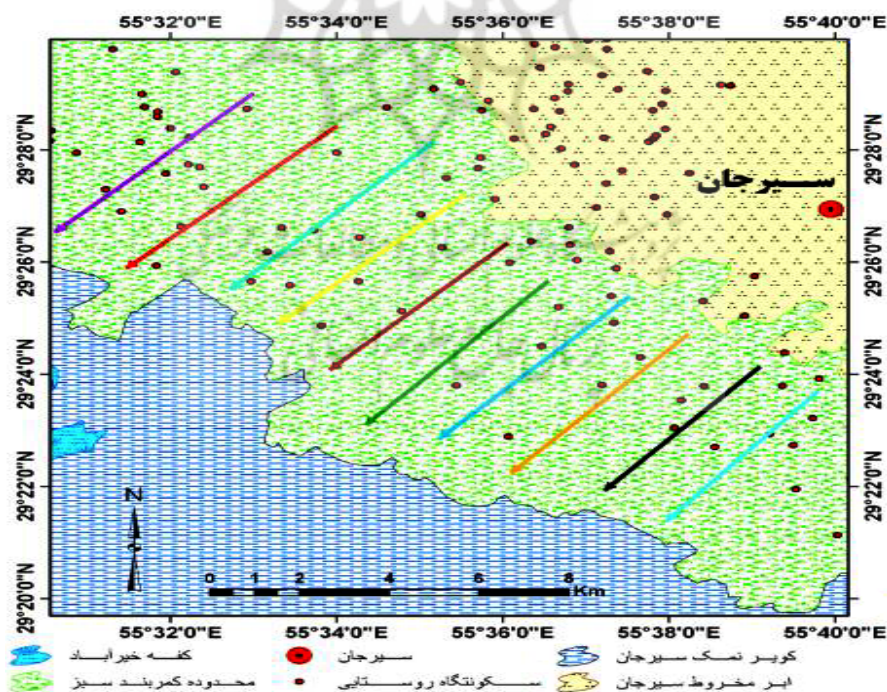 55°32'0"E 55°34'0"E 55°36'0"E 55°38'0"E 55°40'0"E
29°28'0"N 29°28'0"N
سیرجان
29°26'0"N 29°26'0"N
29°24'0"N 29°24'0"N
29°22'0"N 29°22'0"N
N
0 1 2 4 6 8 Km
29°20'0"N 29°20'0"N
55°32'0"E 55°34'0"E 55°36'0"E 55°38'0"E 55°40'0"E
کویر نمک سیرجان سیرجان کفه خیرآباد
ابر مخروط سیرجان سکونتگاه روستایی محدوده کمربند سبز